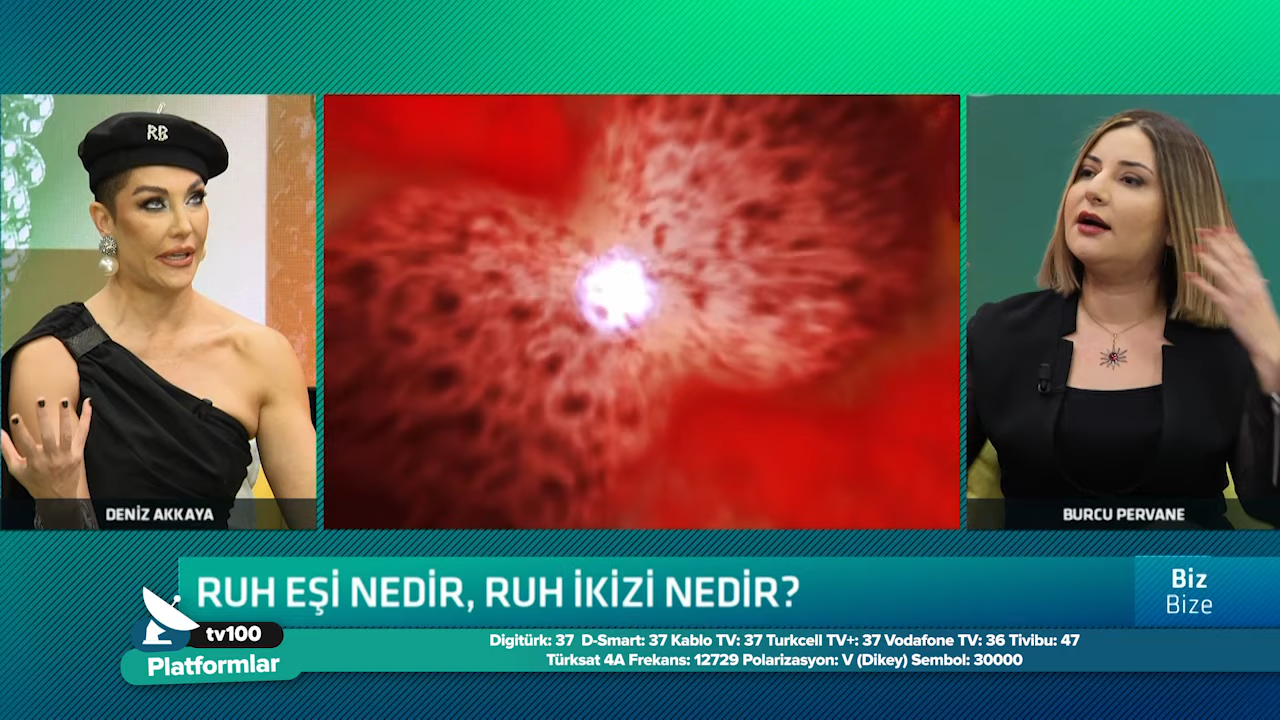 RB
DENİZ AKKAYA
BURCU PERVANE
RUH EŞİ NEDİR, RUH İKİZİ NEDİR?
Biz
Bize
tv100
Platformlar
Digitürk: 37 D-Smart: 37 Kablo TV: 37 Turkcell TV+: 37 Vodafone TV: 36 Tivibu: 47
Türksat 4A Frekans: 12729 Polarizasyon: V (Dikey) Sembol: 30000